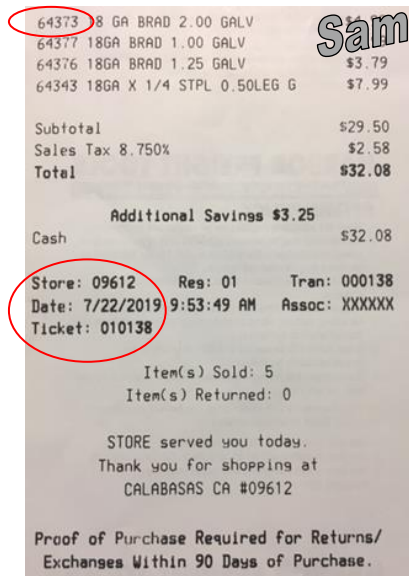 64373 18 GA BRAD 2.00 GALV
Sam
64377 18GA BRAD 1.00 GALV
64376 18GA BRAD 1.25 GALV $3.79
64343 18GA X 1/4 STPL 0.50LEG G $7.99
Subtotal $29.50
Sales Tax 8.750% $2.58
Total $32.08
Additional Savings $3.25
Cash $32.08
Store: 09612 Reg: 01 Tran: 000138
Date: 7/22/2019 9:53:49 AM Assoc: XXXXXX
Ticket: 010138
Item(s) Sold: 5
Item(s) Returned: 0
STORE served you today.
Thank you for shopping at
CALABASAS CA #09612
Proof of Purchase Required for Returns/
Exchanges Within 90 Days of Purchase.